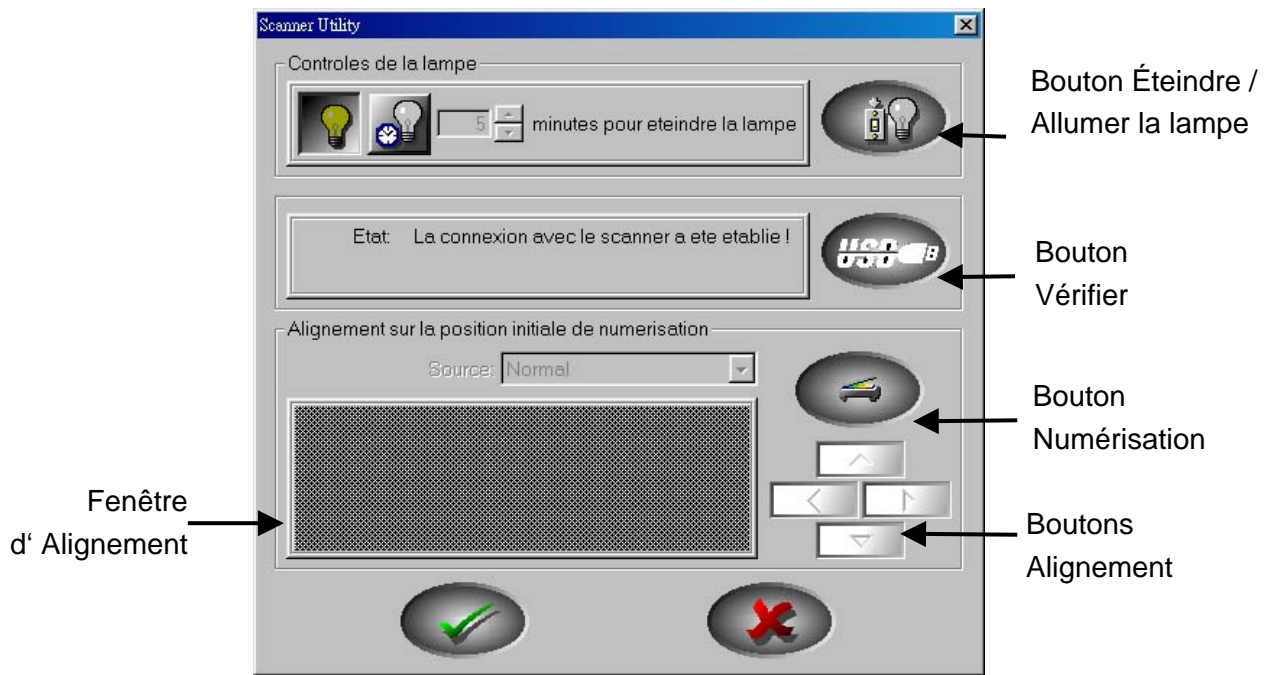 Scanner Utility
Controles de la lampe
5 minutes pour eteindre la lampe
Bouton Éteindre /
Allumer la lampe
Etat: La connexion avec le scanner a ete etablie !
USB
Bouton
Vérifier
Alignement sur la position initiale de numerisation
Source: Normal
Bouton
Numérisation
Fenêtre
d‘ Alignement
Boutons
Alignement